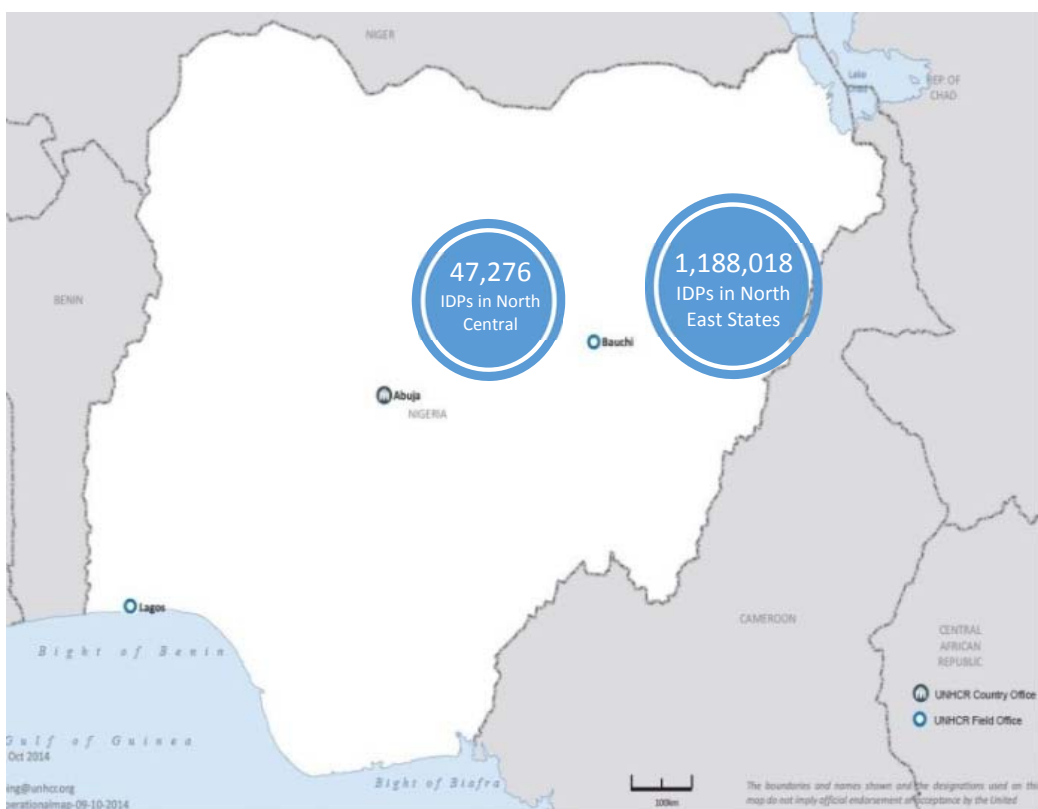 NIGER
Lake
REP. OF
CHAD
47,276
IDPs in North
Central
1,188,018
IDPs in North
East States
BENIN
Bauchi
Abuja
NIGERIA
Lagos
CAMEROON
CENTRAL
AFRICAN
REPUBLIC
Bight of Benin
UNHCR Country Office
UNHCR Field Office
Gulf of Guinea
Oct 2014
Bight of Biafra
ing@unhcr.org
perationalmap-09-10-2014
100km
The boundaries and names shown and the designations used on this
map do not imply official endorsement or acceptance by the United